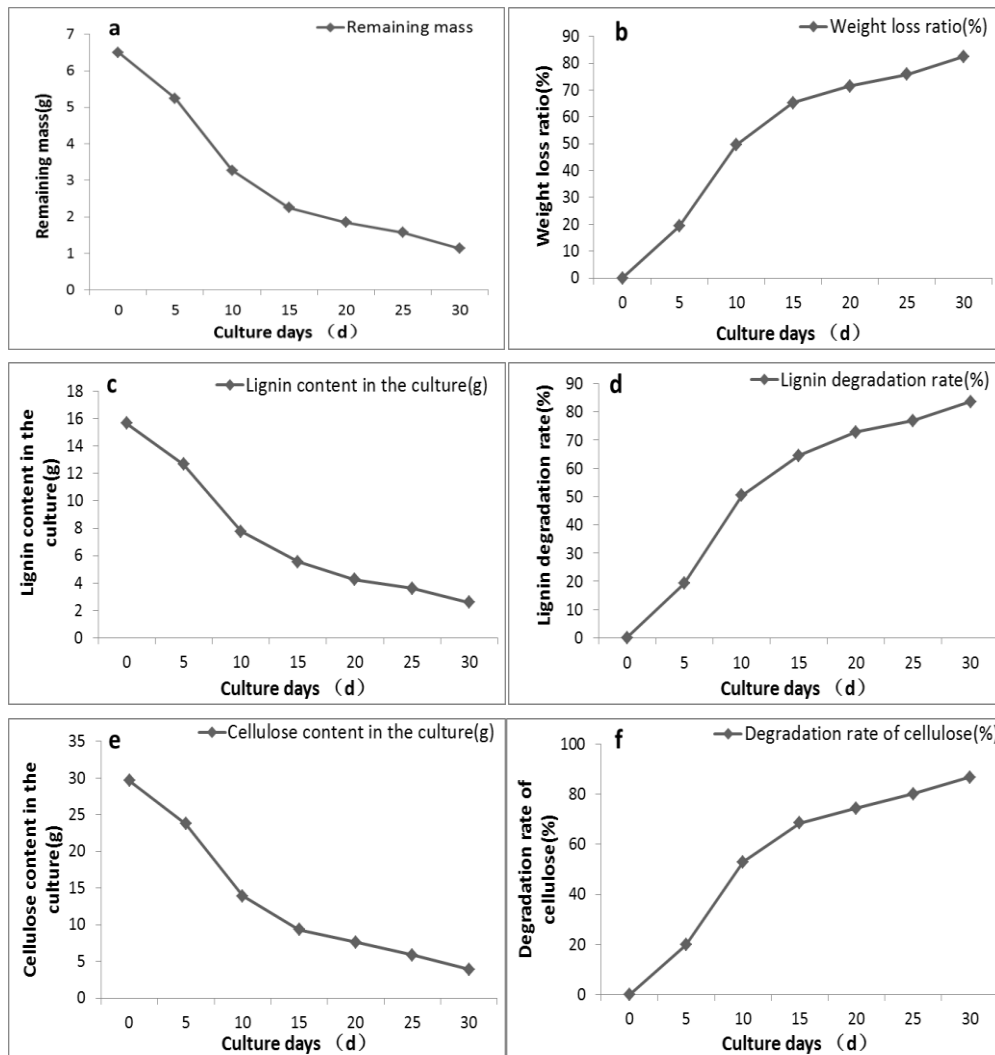 a
Remaining mass
Remaining mass(g)
7
6
5
4
3
2
1
0
0 5 10 15 20 25 30
Culture days （d）
b
Weight loss ratio(%)
Weight loss ratio(%)
90
80
70
60
50
40
30
20
10
0
0 5 10 15 20 25 30
Culture days （d）
c
Lignin content in the culture(g)
Lignin content in the
culture(g)
18
16
14
12
10
8
6
4
2
0
0 5 10 15 20 25 30
Culture days （d）
d
Lignin degradation rate(%)
Lignin degradation rate(%)
90
80
70
60
50
40
30
20
10
0
0 5 10 15 20 25 30
Culture days （d）
e
Cellulose content in the culture(g)
Cellulose content in the
culture(g)
35
30
25
20
15
10
5
0
0 5 10 15 20 25 30
Culture days （d）
f
Degradation rate of cellulose(%)
Degradation rate of
cellulose(%)
100
80
60
40
20
0
0 5 10 15 20 25 30
Culture days （d）